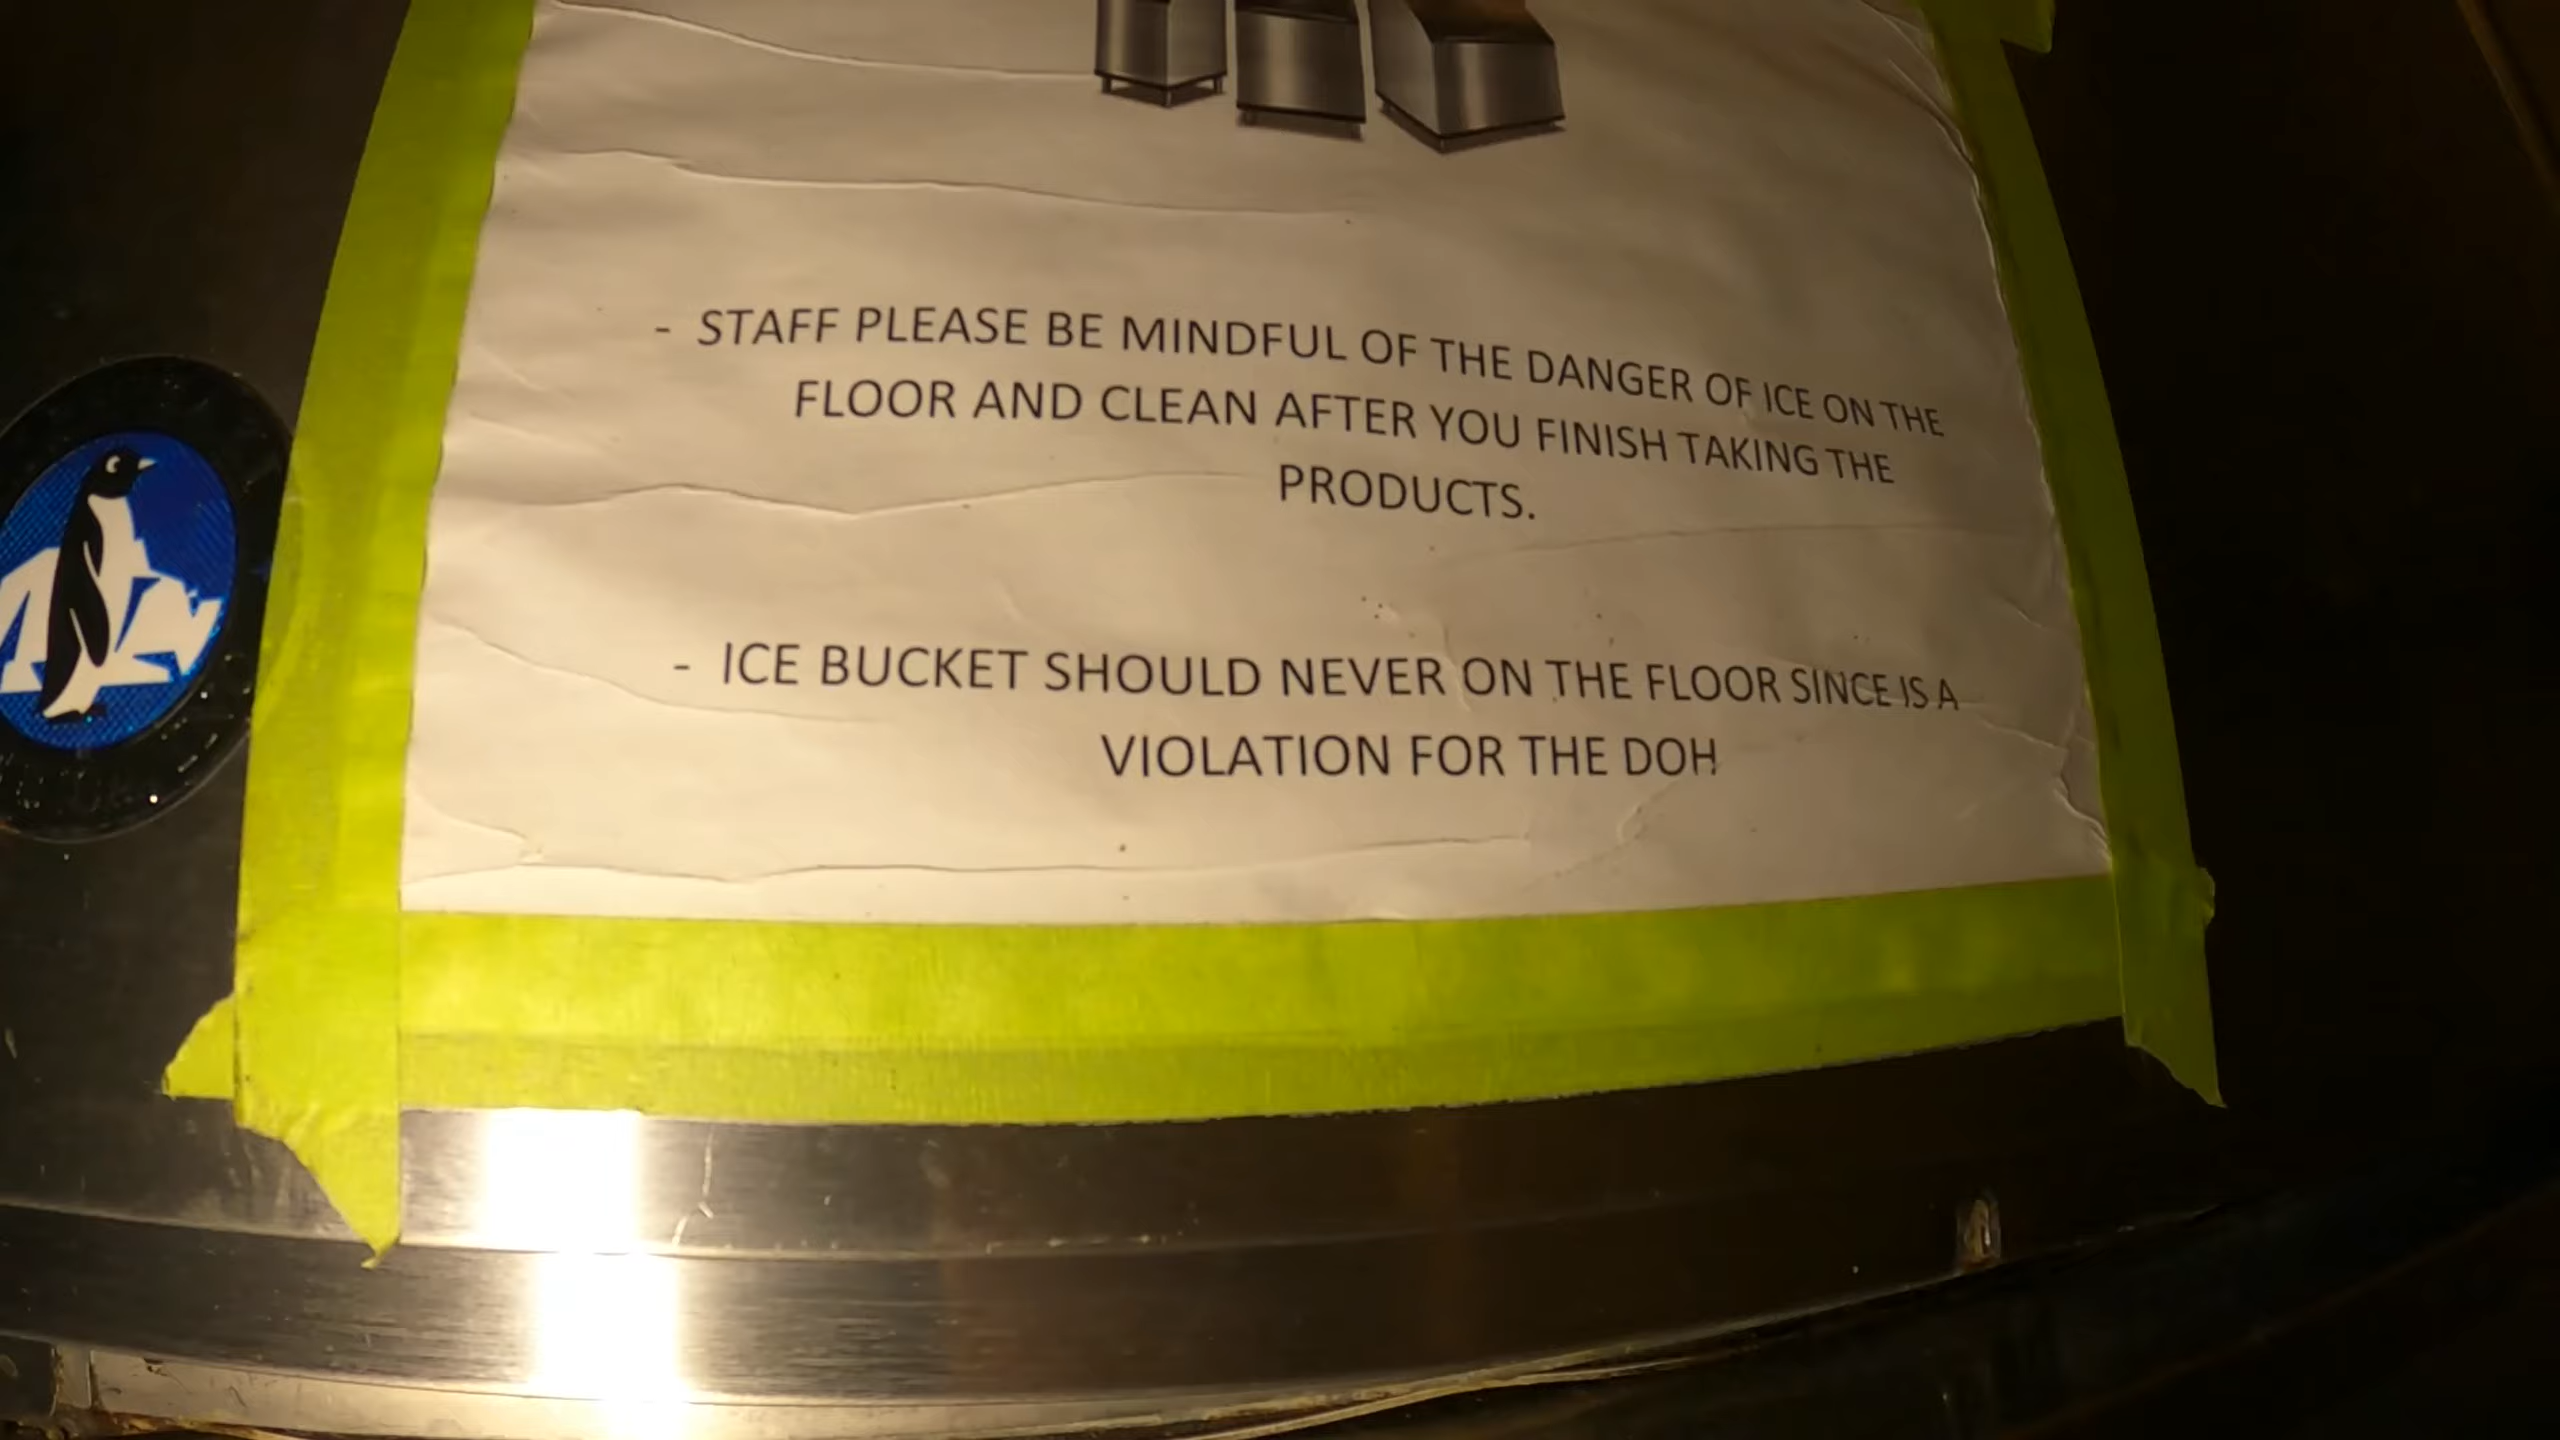 - STAFF PLEASE BE MINDFUL OF THE DANGER OF ICE ON THE
FLOOR AND CLEAN AFTER YOU FINISH TAKING THE
PRODUCTS.
- ICE BUCKET SHOULD NEVER ON THE FLOOR SINCE IS A
VIOLATION FOR THE DOH